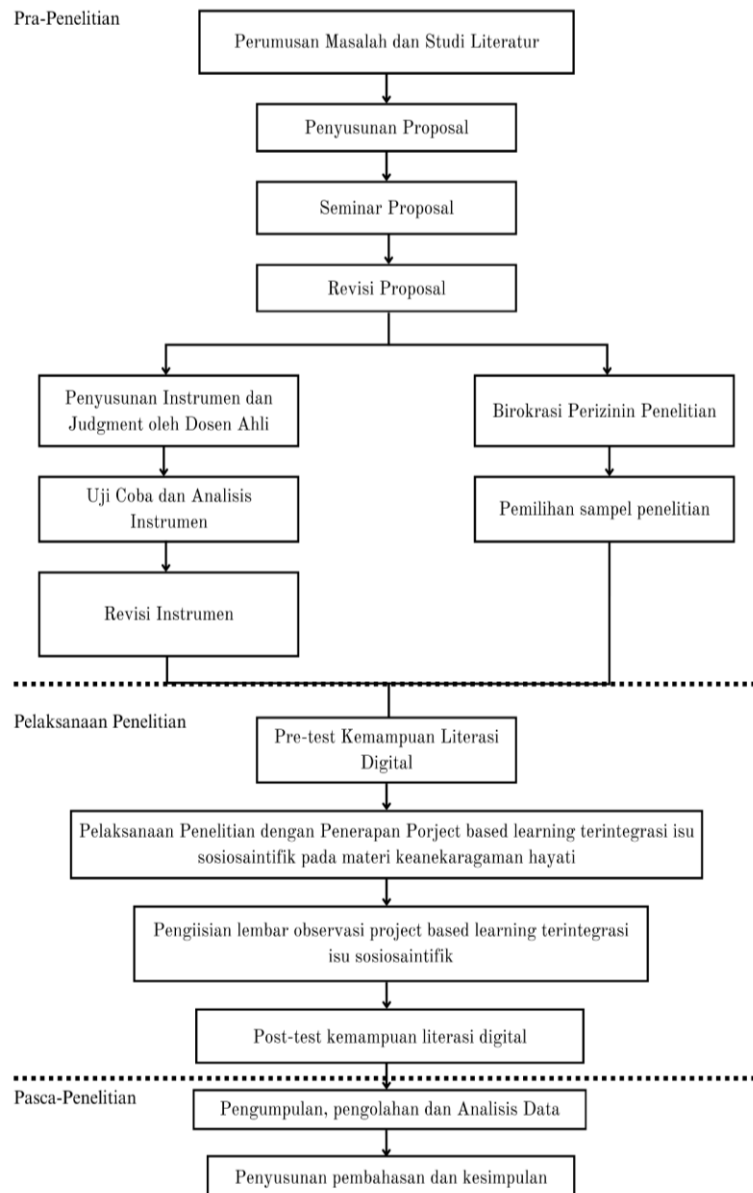 Pra-Penelitian
Perumusan Masalah dan Studi Literatur
Penyusunan Proposal
Seminar Proposal
Revisi Proposal
Penyusunan Instrumen dan
Judgment oleh Dosen Ahli
Uji Coba dan Analisis
Instrumen
Revisi Instrumen
Birokrasi Perizinin Penelitian
Pemilihan sampel penelitian
Pelaksanaan Penelitian
Pre-test Kemampuan Literasi
Digital
Pelaksanaan Penelitian dengan Penerapan Porject based learning terintegrasi isu
sosiosaintifik pada materi keanekaragaman hayati
Pengiisian lembar observasi project based learning terintegrasi
isu sosiosaintifik
Post-test kemampuan literasi digital
Pasca-Penelitian
Pengumpulan, pengolahan dan Analisis Data
Penyusunan pembahasan dan kesimpulan